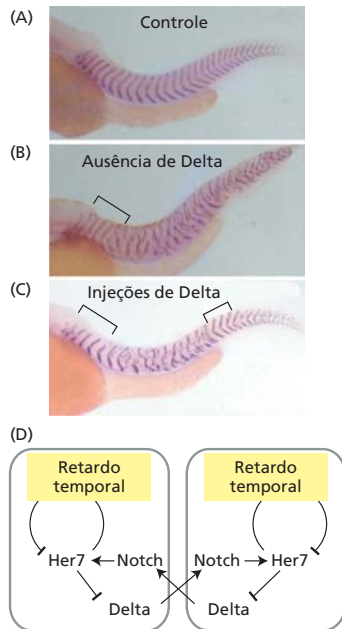 (A)
Controle
(B)
Ausência de Delta
(C)
Injeções de Delta
(D)
Retardo temporal
Retardo temporal
Her7
Notch
Notch
Her7
Delta
Delta